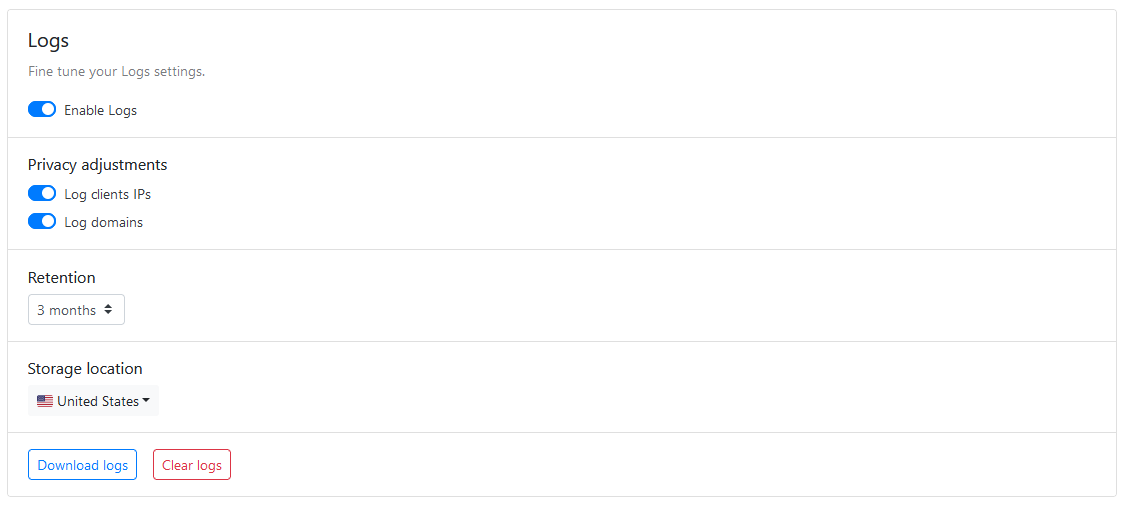 Logs
Fine tune your Logs settings.
Enable Logs
Privacy adjustments
Log clients IPs
Log domains
Retention
3 months
Storage location
United States
Download logs Clear logs